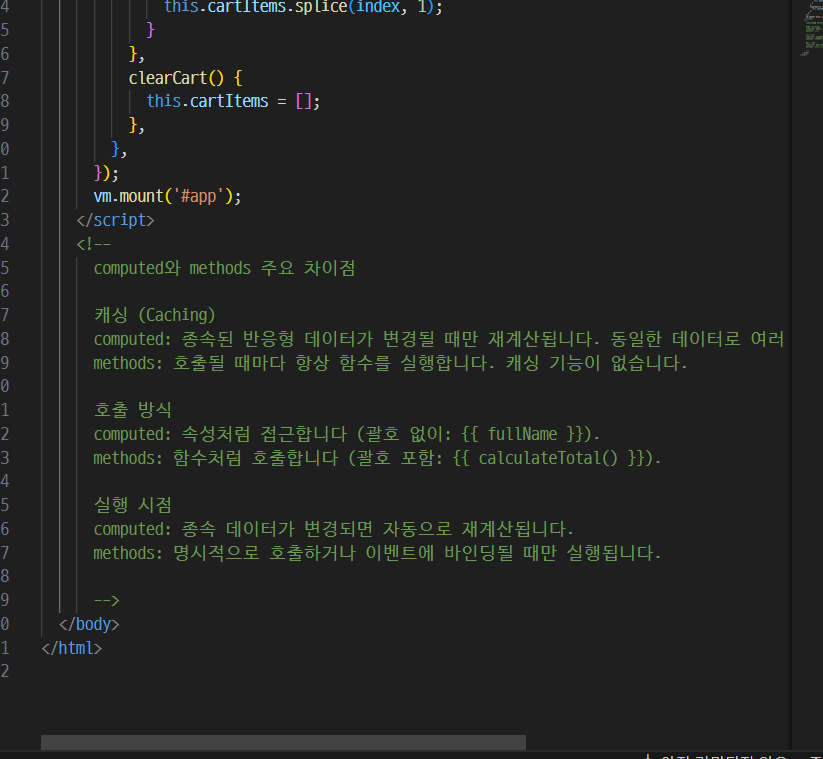 4 this.cartItems.splice(index, 1);
5 }
6 },
7 clearCart() {
8 this.cartItems = [];
9 },
0 },
1 });
2 vm.mount('#app');
3 </script>
4 <!--
5 computed와 methods 주요 차이점
6
7 캐싱 (Caching)
8 computed: 종속된 반응형 데이터가 변경될 때만 재계산됩니다. 동일한 데이터로 여러
9 methods: 호출될 때마다 항상 함수를 실행합니다. 캐싱 기능이 없습니다.
0
1 호출 방식
2 computed: 속성처럼 접근합니다 (괄호 없이: {{ fullName }}).
3 methods: 함수처럼 호출합니다 (괄호 포함: {{ calculateTotal() }}).
4
5 실행 시점
6 computed: 종속 데이터가 변경되면 자동으로 재계산됩니다.
7 methods: 명시적으로 호출하거나 이벤트에 바인딩될 때만 실행됩니다.
8
9 -->
0 </body>
1 </html>
2